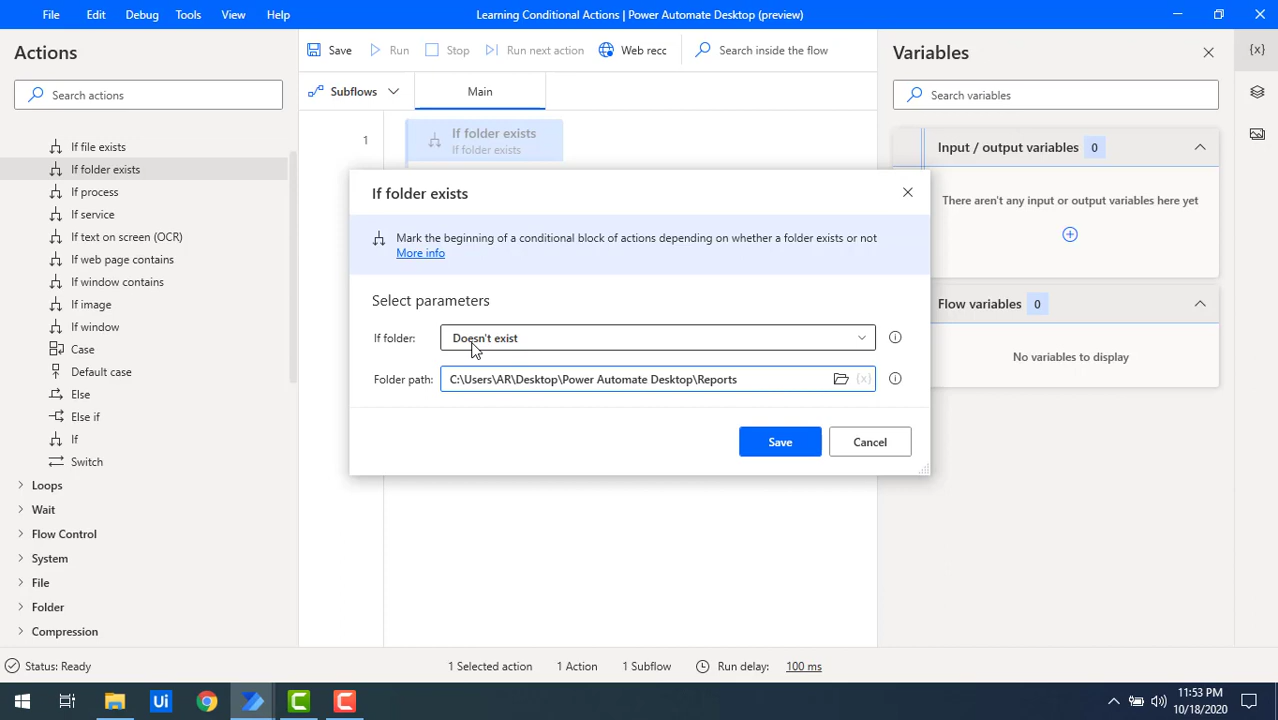 File Edit Debug Tools View Help
Learning Conditional Actions | Power Automate Desktop (preview)
Actions
Search actions
If file exists
If folder exists
If process
If service
If text on screen (OCR)
If web page contains
If window contains
If image
If window
Case
Default case
Else
Else if
If
Switch
Loops
Wait
Flow Control
System
File
Folder
Compression
Save Run Stop Run next action Web recc Search inside the flow
Subflows Main
1
If folder exists
If folder exists
If folder exists
Mark the beginning of a conditional block of actions depending on whether a folder exists or not
More info
Select parameters
If folder: Doesn't exist
Folder path: C:\Users\AR\Desktop\Power Automate Desktop\Reports {x}
Save Cancel
Variables
{x}
Search variables
Input / output variables 0
There aren't any input or output variables here yet
Flow variables 0
No variables to display
Status: Ready 1 Selected action 1 Action 1 Subflow Run delay: 100 ms
Ui
11:53 PM
10/18/2020